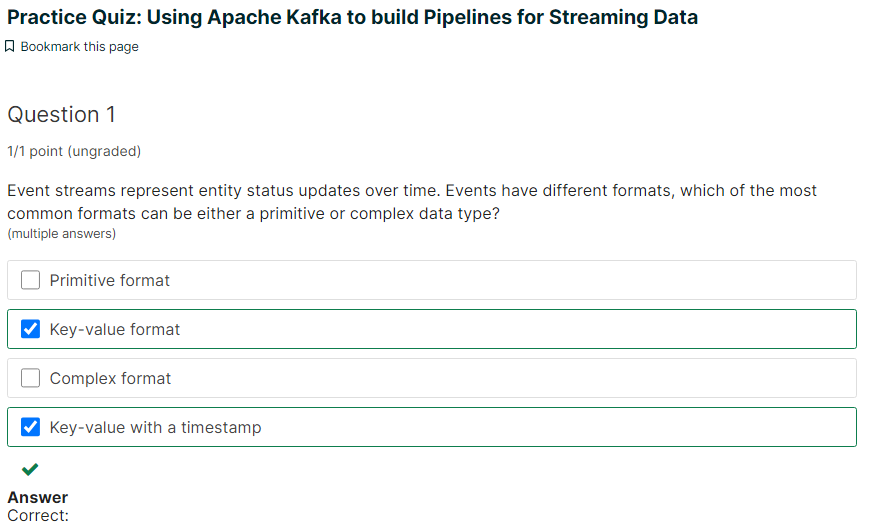 Practice Quiz: Using Apache Kafka to build Pipelines for Streaming Data
Bookmark this page
Question 1
1/1 point (ungraded)
Event streams represent entity status updates over time. Events have different formats, which of the most
common formats can be either a primitive or complex data type?
(multiple answers)
Primitive format
Key-value format
Complex format
Key-value with a timestamp
Answer
Correct: